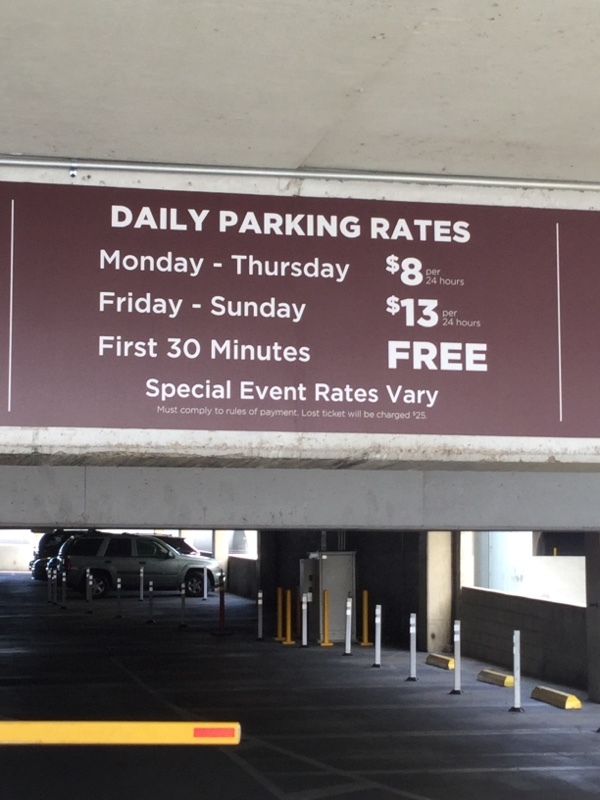 DAILY PARKING RATES
Monday - Thursday $8 per 24 hours
Friday - Sunday $13 per 24 hours
First 30 Minutes FREE
Special Event Rates Vary
Must comply to rules of payment. Lost ticket will be charged $25.